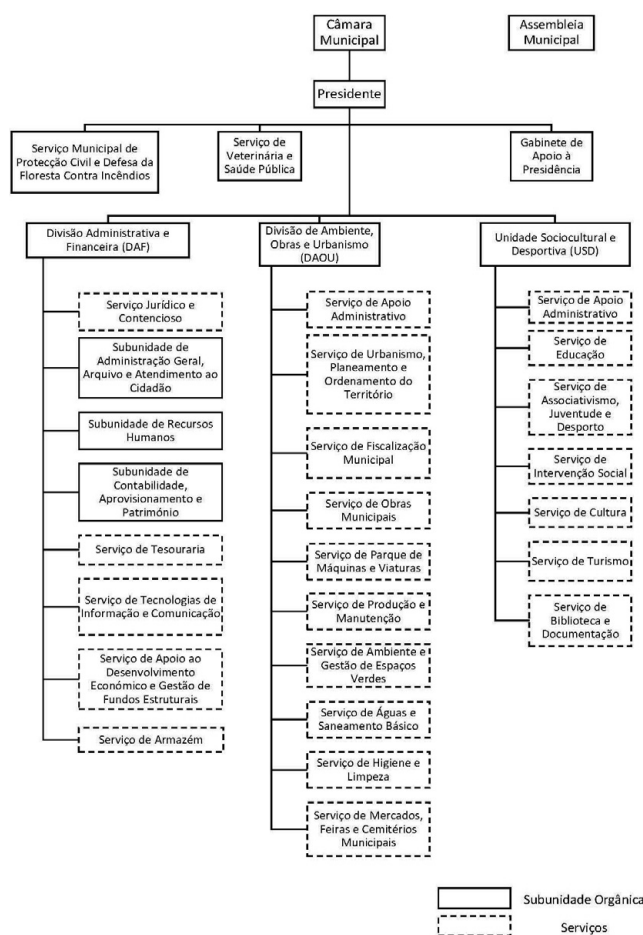 Câmara
Municipal
Assembleia
Municipal
Presidente
Serviço Municipal de
Protecção Civil e Defesa da
Floresta Contra Incêndios
Serviço de
Veterinária e
Saúde Pública
Gabinete de
Apoio à
Presidência
Divisão Administrativa e
Financeira (DAF)
Serviço Jurídico e
Contencioso
Subunidade de
Administração Geral,
Arquivo e Atendimento ao
Cidadão
Subunidade de Recursos
Humanos
Subunidade de
Contabilidade,
Aprovisionamento e
Património
Serviço de Tesouraria
Serviço de Tecnologias de
Informação e Comunicação
Serviço de Apoio ao
Desenvolvimento
Económico e Gestão de
Fundos Estruturais
Serviço de Armazém
Divisão de Ambiente,
Obras e Urbanismo
(DAOU)
Serviço de Apoio
Administrativo
Serviço de Urbanismo,
Planeamento e
Ordenamento do
Território
Serviço de Fiscalização
Municipal
Serviço de Obras
Municipais
Serviço de Parque de
Máquinas e Viaturas
Serviço de Produção e
Manutenção
Serviço de Ambiente e
Gestão de Espaços
Verdes
Serviço de Águas e
Saneamento Básico
Serviço de Higiene e
Limpeza
Serviço de Mercados,
Feiras e Cemitérios
Municipais
Unidade Sociocultural e
Desportiva (USD)
Serviço de Apoio
Administrativo
Serviço de
Educação
Serviço de
Associativismo,
Juventude e
Desporto
Serviço de
Intervenção Social
Serviço de Cultura
Serviço de Turismo
Serviço de
Biblioteca e
Documentação
Subunidade Orgânica
Serviços